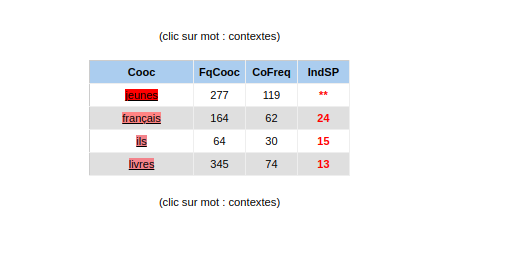 (clic sur mot : contextes)
Cooc FqCooc CoFreq IndSP
jeunes 277 119 **
français 164 62 24
ils 64 30 15
livres 345 74 13
(clic sur mot : contextes)